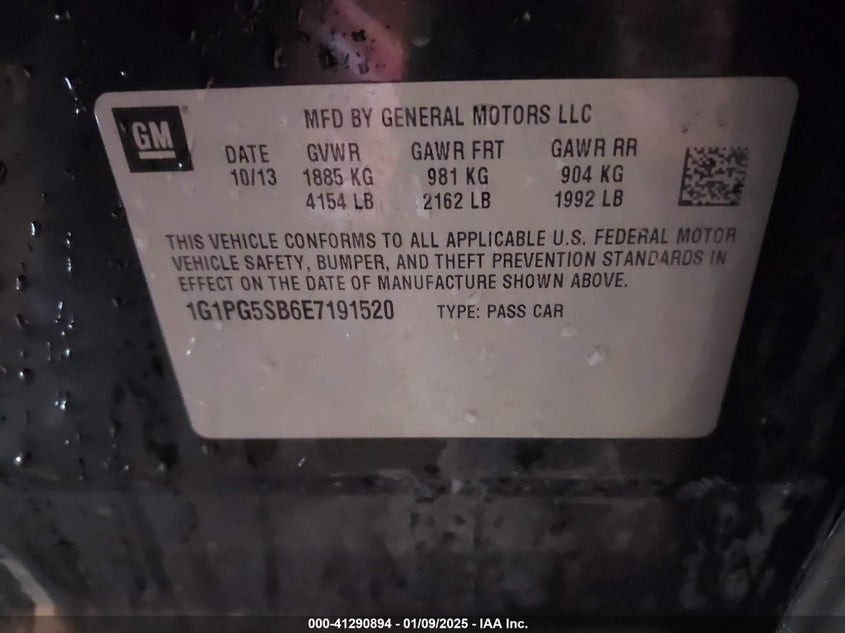 GM
MFD BY GENERAL MOTORS LLC
DATE GVWR GAWR FRT GAWR RR
10/13 1885 KG 981 KG 904 KG
4154 LB 2162 LB 1992 LB
THIS VEHICLE CONFORMS TO ALL APPLICABLE U.S. FEDERAL MOTOR
VEHICLE SAFETY, BUMPER, AND THEFT PREVENTION STANDARDS IN
EFFECT ON THE DATE OF MANUFACTURE SHOWN ABOVE.
1G1PG5SB6E7191520 TYPE: PASS CAR
000-41290894 - 01/09/2025 - IAA Inc.